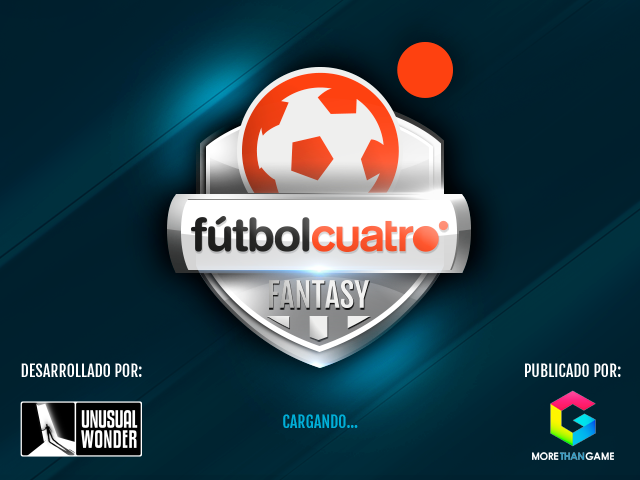 fútbolcuatro
FANTASY
DESARROLLADO POR:
UNUSUAL
WONDER
CARGANDO...
PUBLICADO POR:
MORETHANGAME